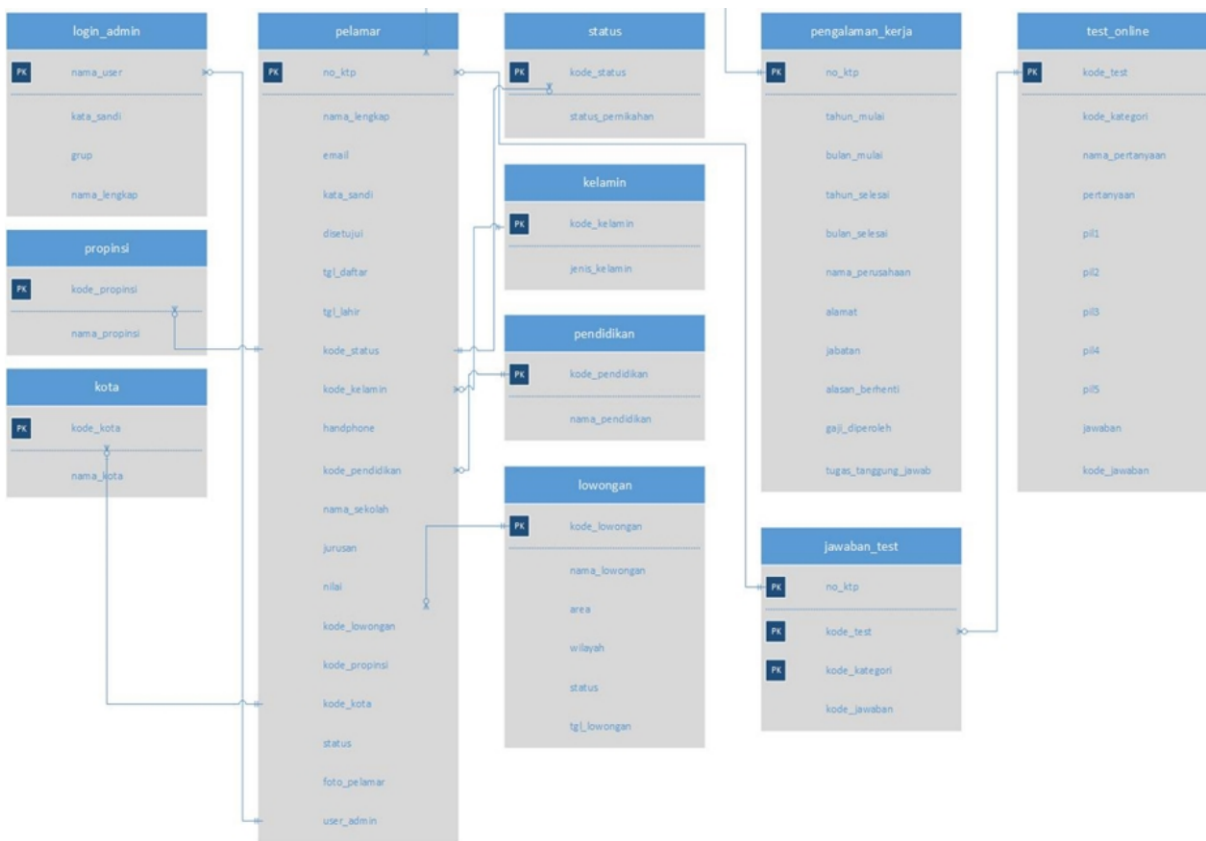 login_admin
PK
nama_user
kata_sandi
grup
nama_lengkap
propinsi
PK
kode_propinsi
nama_propinsi
kota
PK
kode_kota
nama_kota
pelamar
PK
no_ktp
nama_lengkap
email
kata_sandi
disetujui
tgl_daftar
tgl_lahir
kode_status
kode_kelamin
handphone
kode_pendidikan
nama_sekolah
jurusan
nilai
kode_lowongan
kode_propinsi
kode_kota
status
foto_pelamar
user_admin
status
PK
kode_status
status_pernikahan
kelamin
PK
kode_kelamin
jenis_kelamin
pendidikan
PK
kode_pendidikan
nama_pendidikan
lowongan
PK
kode_lowongan
nama_lowongan
area
wilayah
status
tgl_lowongan
pengalaman_kerja
PK
no_ktp
tahun_mulai
bulan_mulai
tahun_selesai
bulan_selesai
nama_perusahaan
alamat
jabatan
alasan_berhenti
gaji_diperoleh
tugas_tanggung_jawab
jawaban_test
PK
no_ktp
PK
kode_test
PK
kode_kategori
kode_jawaban
test_online
PK
kode_test
kode_kategori
nama_pertanyaan
pertanyaan
pil1
pil2
pil3
pil4
pil5
jawaban
kode_jawaban